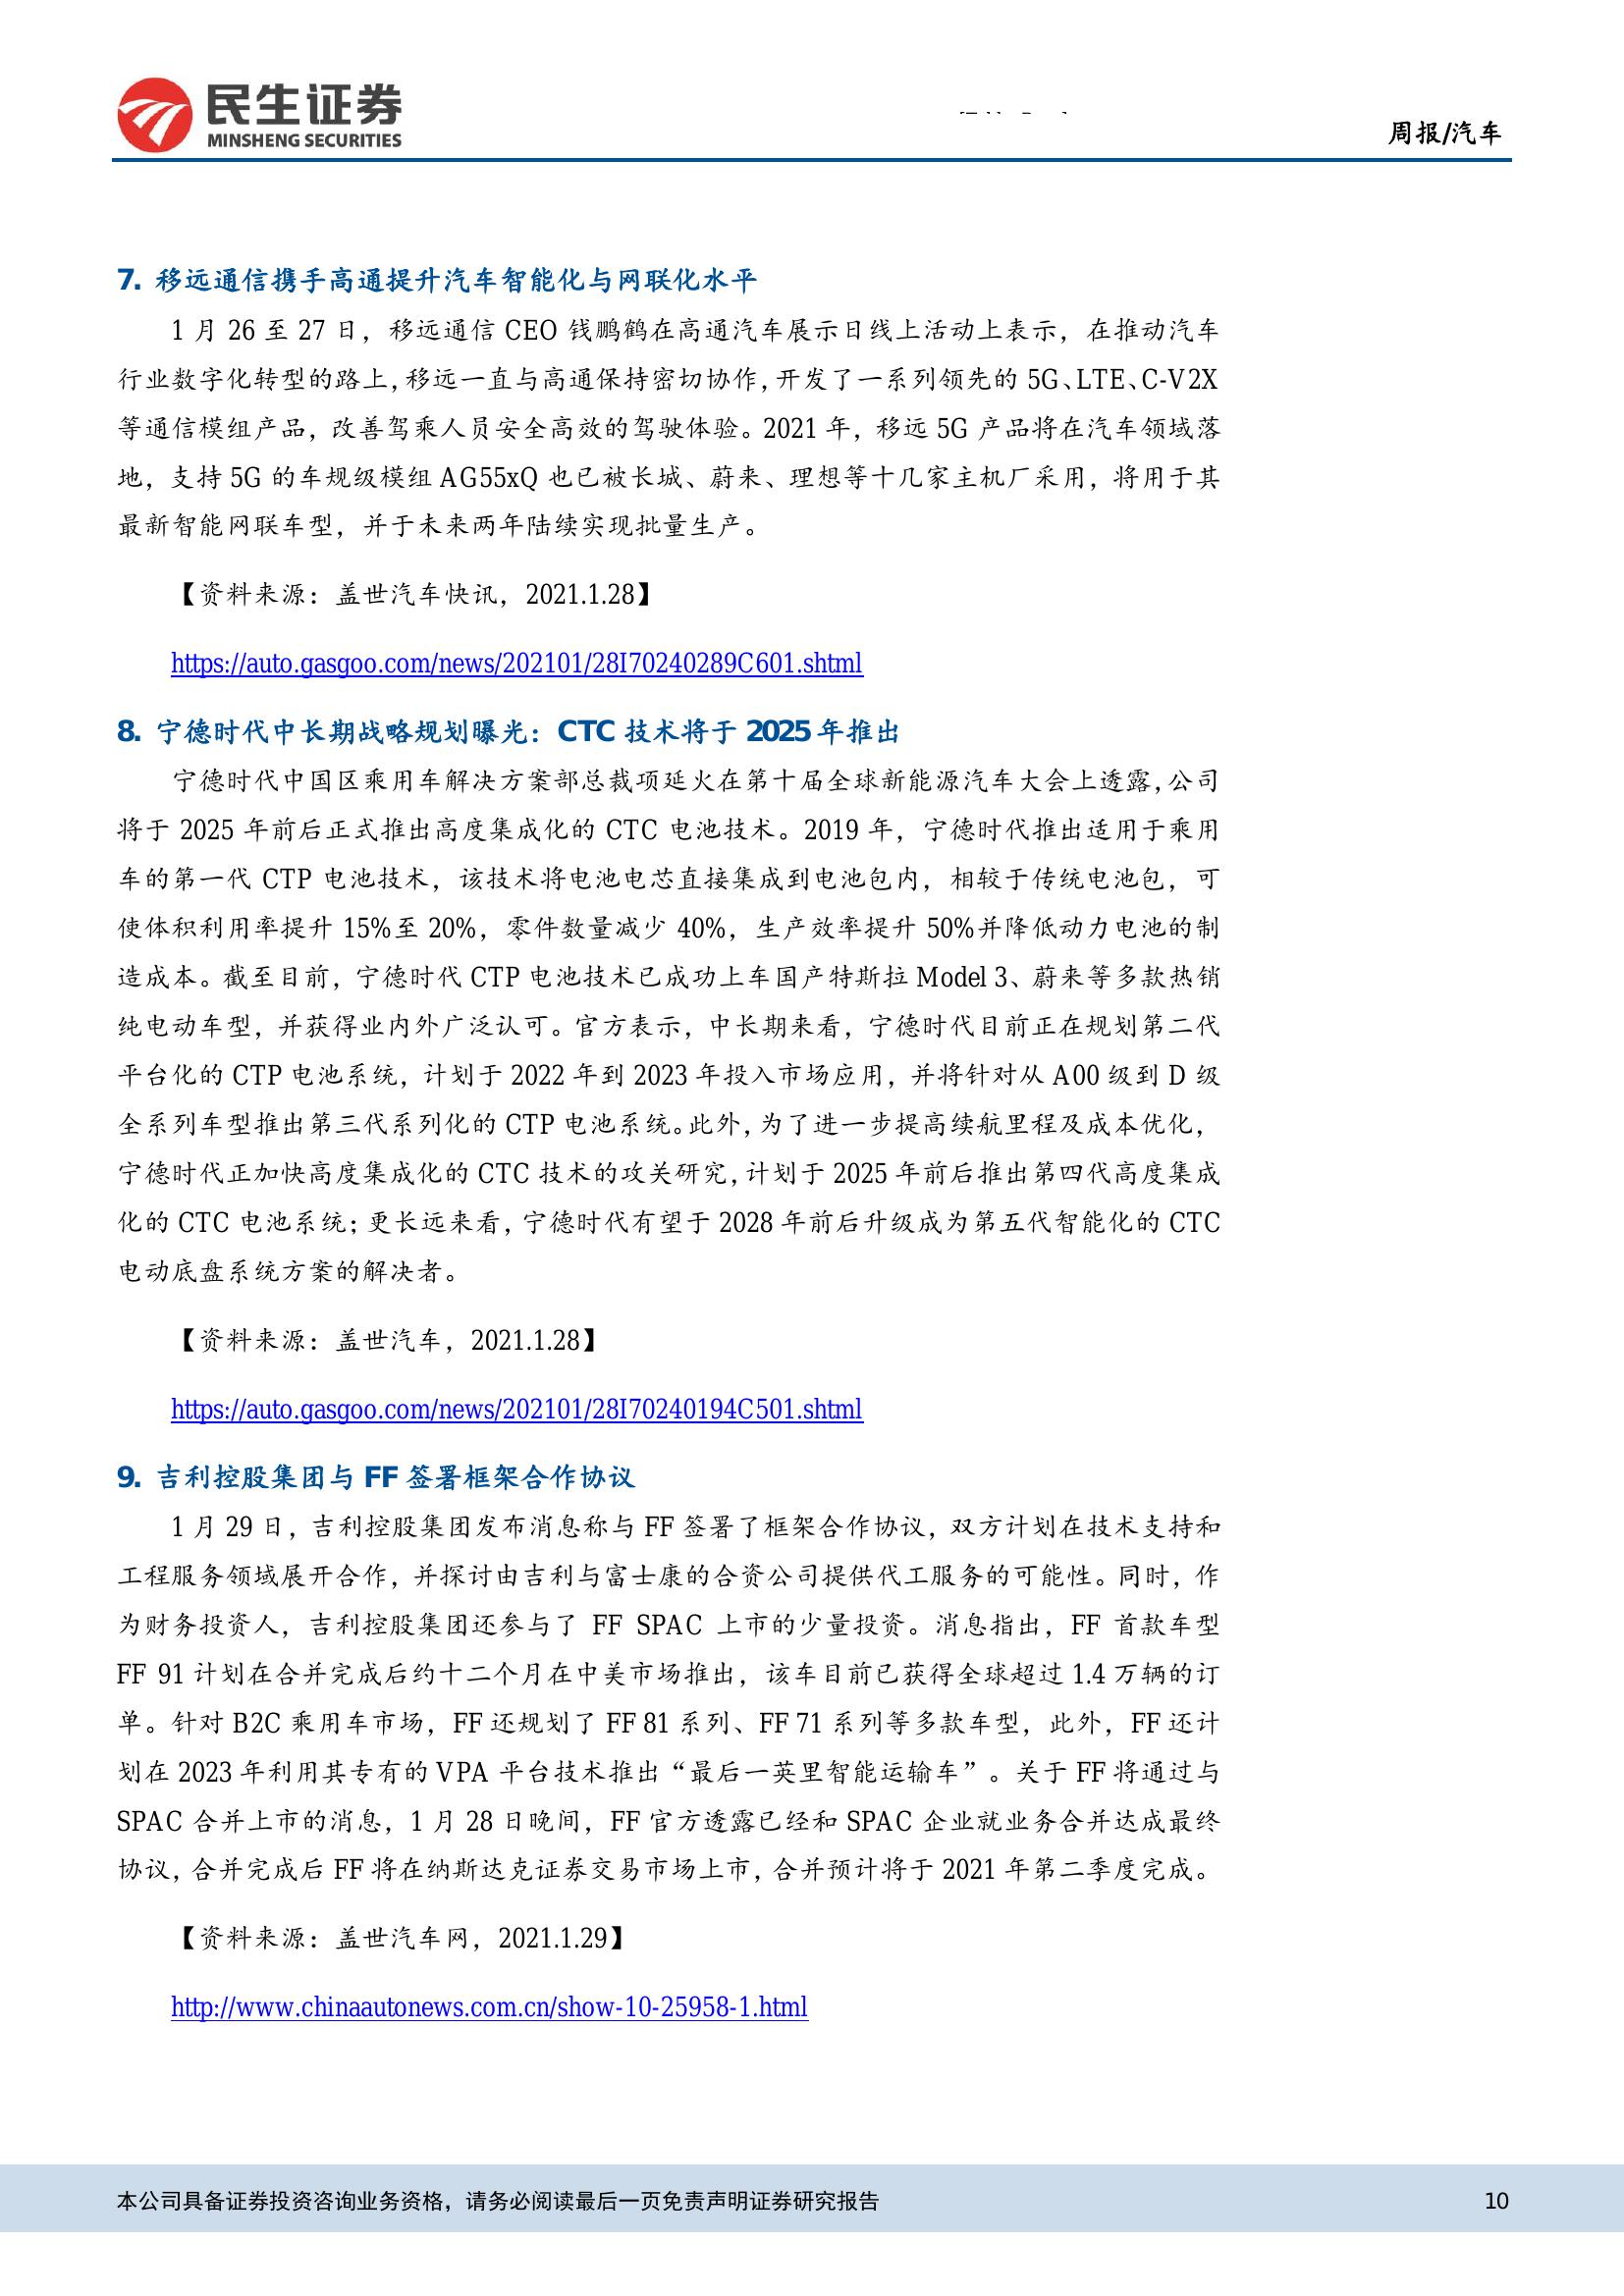 民生证券
MINSHENG SECURITIES
周报/汽车
7. 移远通信携手高通提升汽车智能化与网联化水平
1 月 26 至 27 日，移远通信 CEO 钱鹏鹤在高通汽车展示日线上活动上表示，在推动汽车
行业数字化转型的路上，移远一直与高通保持密切协作，开发了一系列领先的 5G、LTE、C-V2X
等通信模组产品，改善驾乘人员安全高效的驾驶体验。2021 年，移远 5G 产品将在汽车领域落
地，支持 5G 的车规级模组 AG55xQ 也已被长城、蔚来、理想等十几家主机厂采用，将用于其
最新智能网联车型，并于未来两年陆续实现批量生产。
【资料来源：盖世汽车快讯，2021.1.28】
https://auto.gasgoo.com/news/202101/28I70240289C601.shtml
8. 宁德时代中长期战略规划曝光：CTC 技术将于 2025 年推出
宁德时代中国区乘用车解决方案部总裁项延火在第十届全球新能源汽车大会上透露，公司
将于 2025 年前后正式推出高度集成化的 CTC 电池技术。2019 年，宁德时代推出适用于乘用
车的第一代 CTP 电池技术，该技术将电池电芯直接集成到电池包内，相较于传统电池包，可
使体积利用率提升 15%至 20%，零件数量减少 40%，生产效率提升 50%并降低动力电池的制
造成本。截至目前，宁德时代 CTP 电池技术已成功上车国产特斯拉 Model 3、蔚来等多款热销
纯电动车型，并获得业内外广泛认可。官方表示，中长期来看，宁德时代目前正在规划第二代
平台化的 CTP 电池系统，计划于 2022 年到 2023 年投入市场应用，并将针对从 A00 级到 D 级
全系列车型推出第三代系列化的 CTP 电池系统。此外，为了进一步提高续航里程及成本优化，
宁德时代正加快高度集成化的 CTC 技术的攻关研究，计划于 2025 年前后推出第四代高度集成
化的 CTC 电池系统；更长远来看，宁德时代有望于 2028 年前后升级成为第五代智能化的 CTC
电动底盘系统方案的解决者。
【资料来源：盖世汽车，2021.1.28】
https://auto.gasgoo.com/news/202101/28I70240194C501.shtml
9. 吉利控股集团与 FF 签署框架合作协议
1 月 29 日，吉利控股集团发布消息称与 FF 签署了框架合作协议，双方计划在技术支持和
工程服务领域展开合作，并探讨由吉利与富士康的合资公司提供代工服务的可能性。同时，作
为财务投资人，吉利控股集团还参与了 FF SPAC 上市的少量投资。消息指出，FF 首款车型
FF 91 计划在合并完成后约十二个月在中美市场推出，该车目前已获得全球超过 1.4 万辆的订
单。针对 B2C 乘用车市场，FF 还规划了 FF 81 系列、FF 71 系列等多款车型，此外，FF 还计
划在 2023 年利用其专有的 VPA 平台技术推出“最后一英里智能运输车”。关于 FF 将通过与
SPAC 合并上市的消息，1 月 28 日晚间，FF 官方透露已经和 SPAC 企业就业务合并达成最终
协议，合并完成后 FF 将在纳斯达克证券交易市场上市，合并预计将于 2021 年第二季度完成。
【资料来源：盖世汽车网，2021.1.29】
http://www.chinaautonews.com.cn/show-10-25958-1.html
本公司具备证券投资咨询业务资格，请务必阅读最后一页免责声明证券研究报告
10